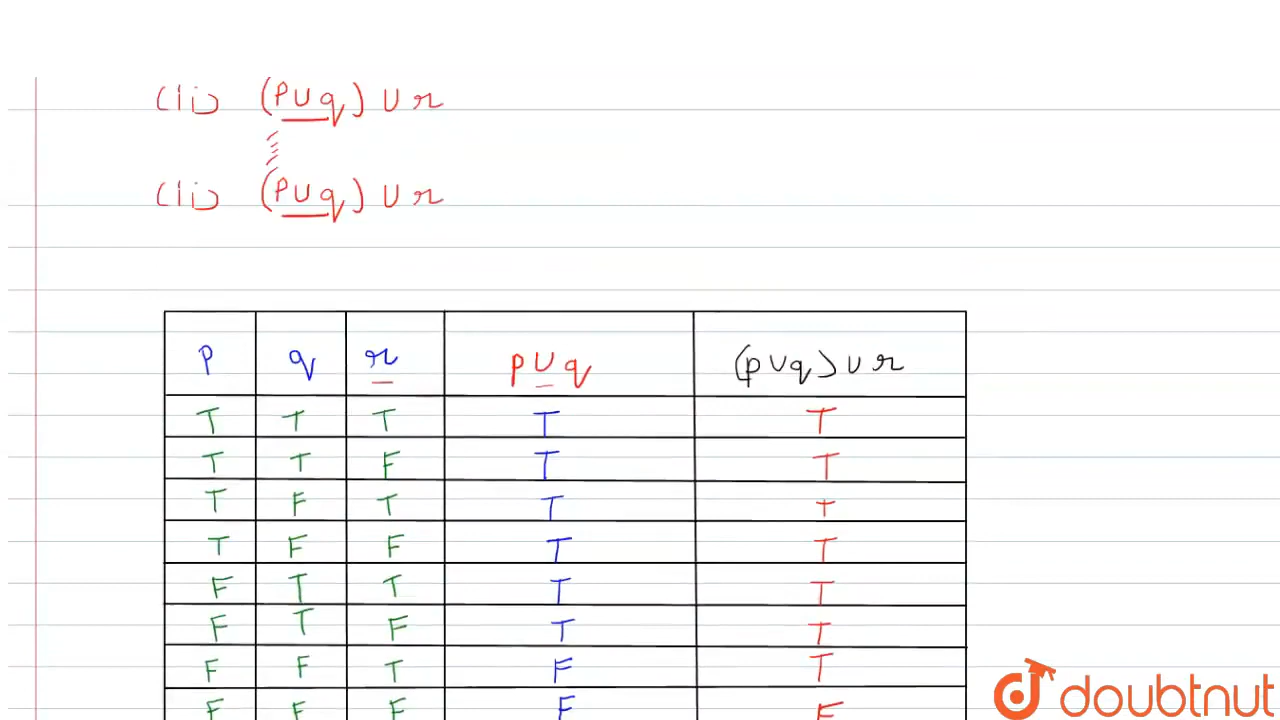 (ii) (p∪q) ∪ r
(ii) (p∪q) ∪ r
p q r p∪q (p∪q)∪r
T T T T T
T T F T T
T F T T T
T F F T T
F T T T T
F T F T T
F F T F T
F F F F F
doubtnut